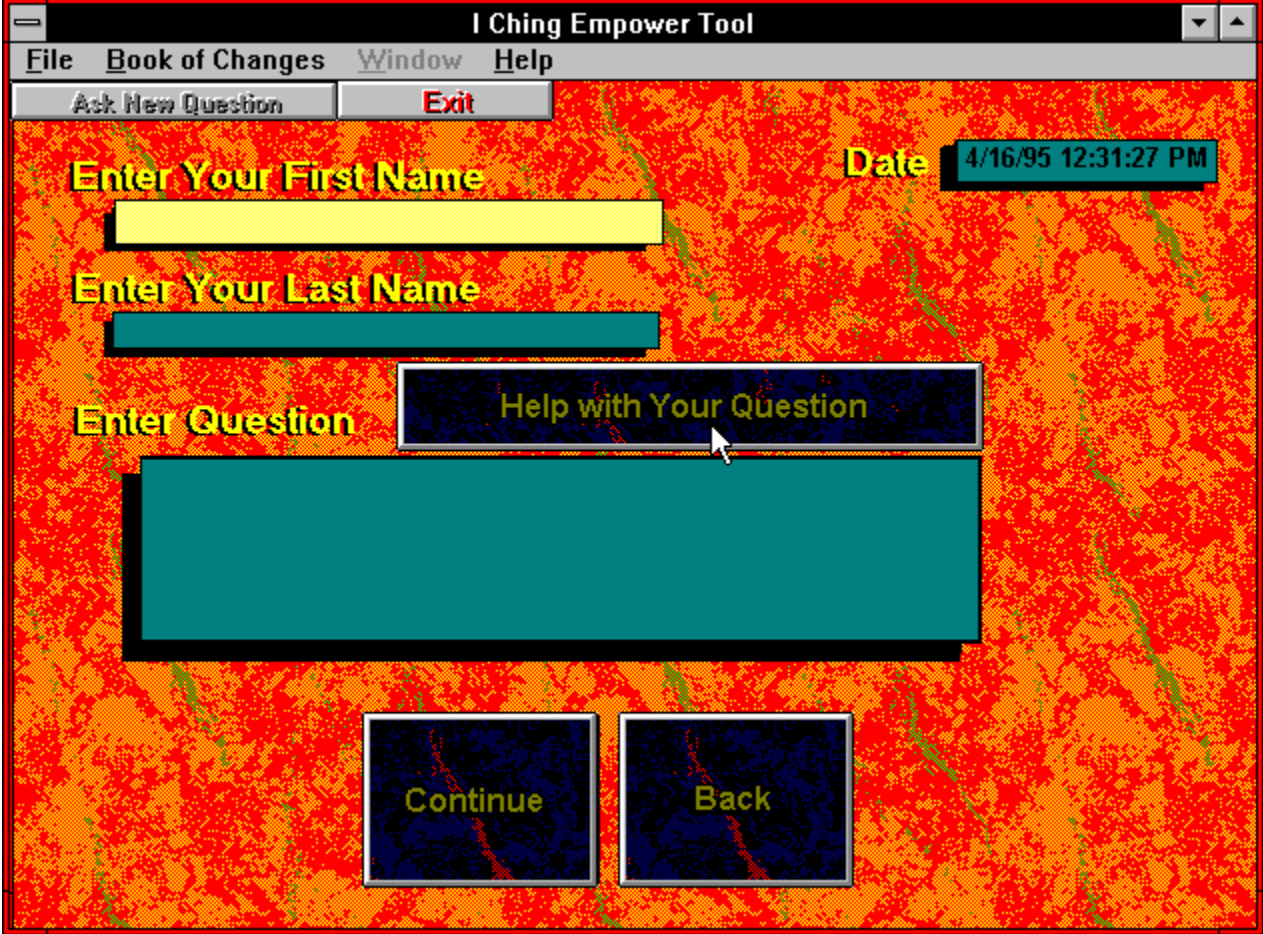 I Ching Empower Tool
File Book of Changes Window Help
Ask New Question Exit
Enter Your First Name
Date 4/16/95 12:31:27 PM
Enter Your Last Name
Enter Question
Help with Your Question
Continue
Back